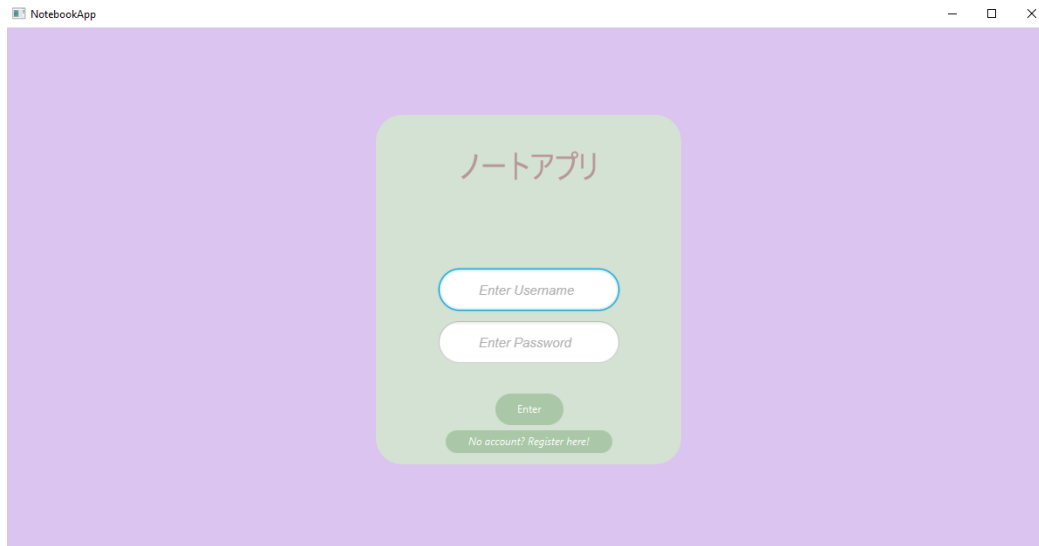 NotebookApp
ノートアプリ
Enter Username
Enter Password
Enter
No account? Register here!